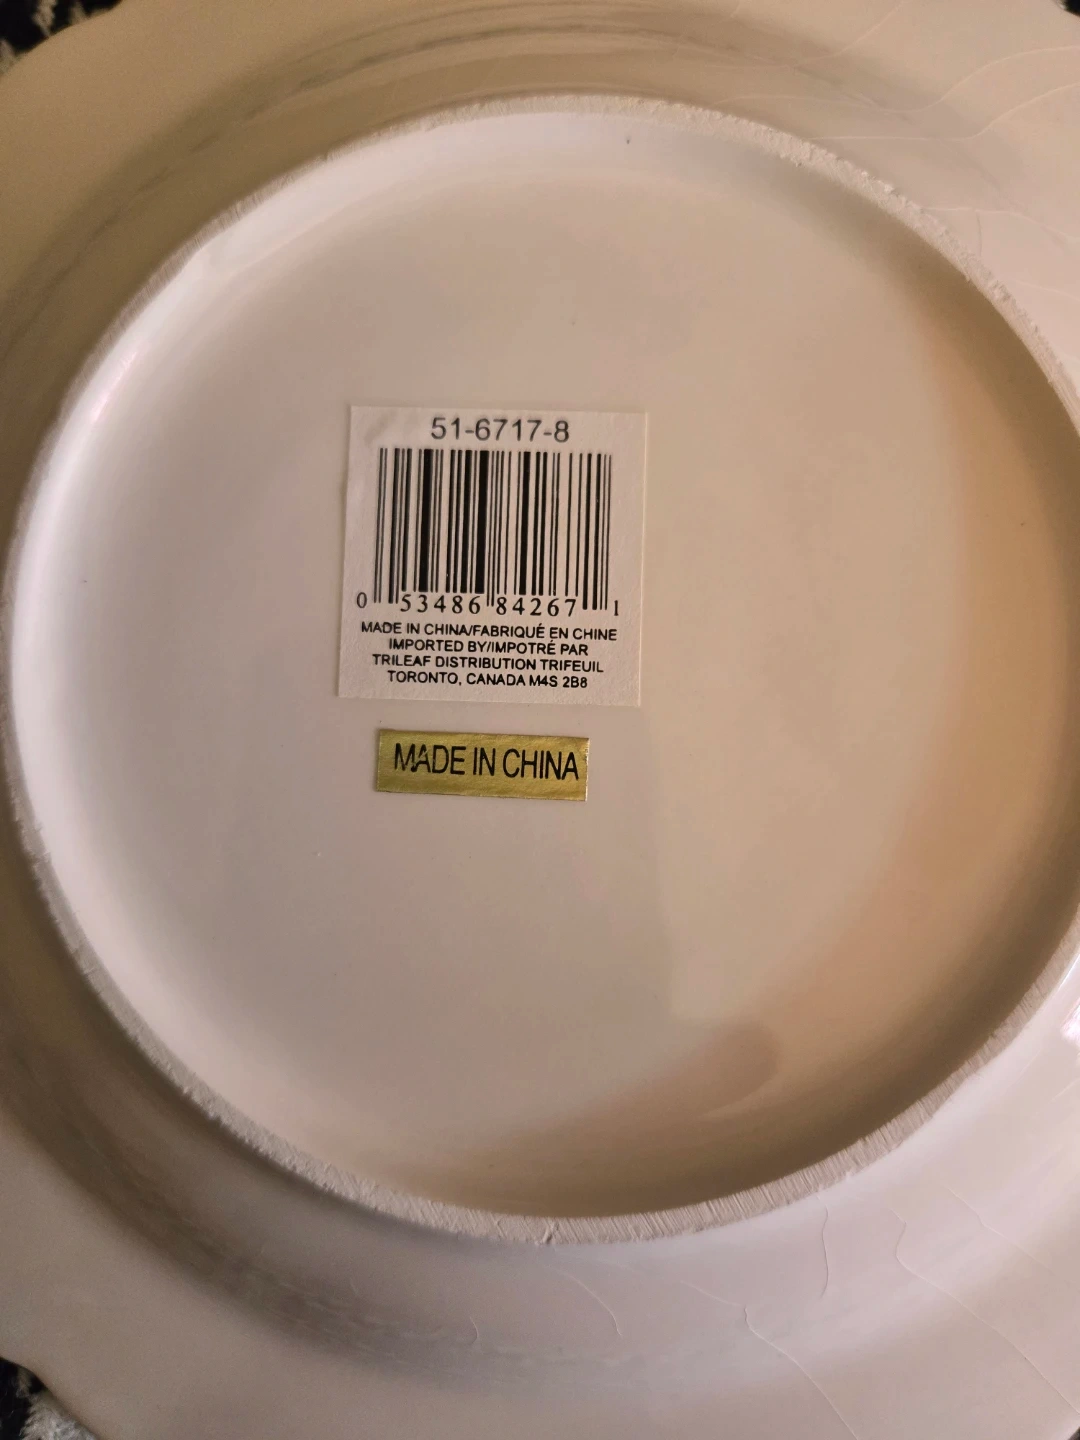 51-6717-8
0 53486 84267 1
MADE IN CHINA/FABRIQUÉ EN CHINE
IMPORTED BY/IMPOTRÉ PAR
TRILEAF DISTRIBUTION TRIFEUIL
TORONTO, CANADA M4S 2B8
MADE IN CHINA